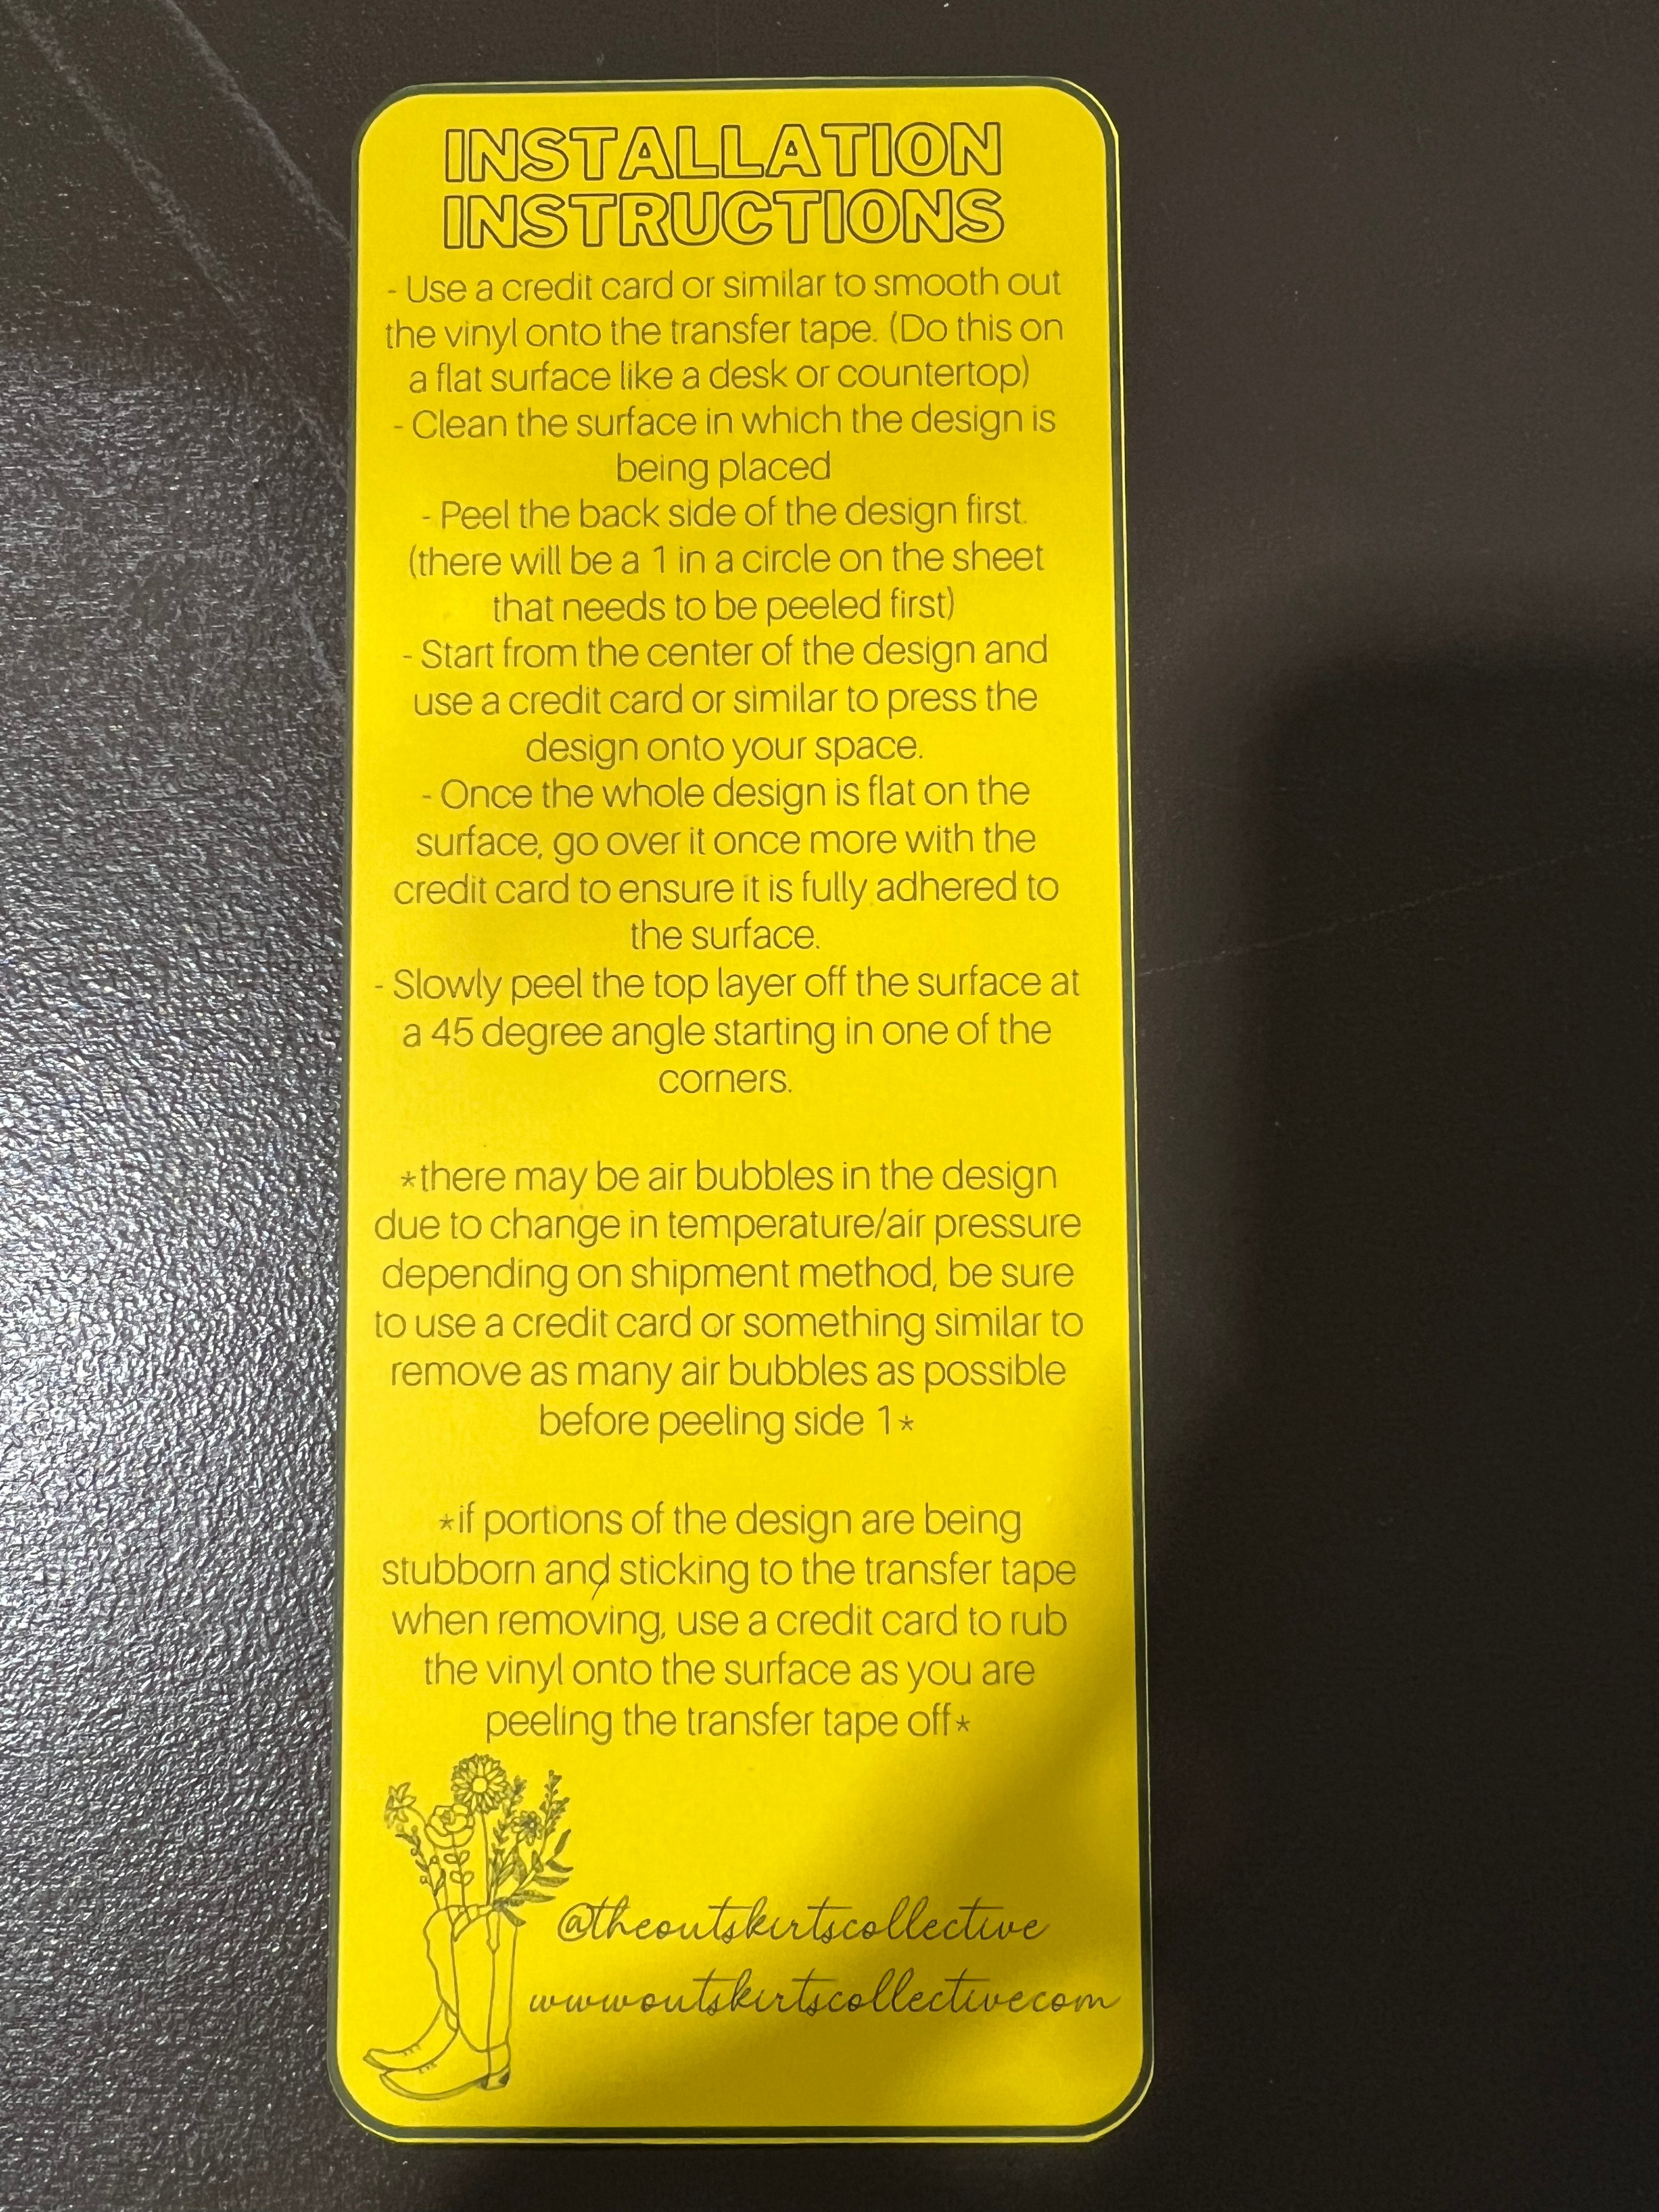 INSTALLATION
INSTRUCTIONS
- Use a credit card or similar to smooth out
the vinyl onto the transfer tape. (Do this on
a flat surface like a desk or countertop)
- Clean the surface in which the design is
being placed
- Peel the back side of the design first.
(there will be a 1 in a circle on the sheet
that needs to be peeled first)
- Start from the center of the design and
use a credit card or similar to press the
design onto your space.
- Once the whole design is flat on the
surface, go over it once more with the
credit card to ensure it is fully adhered to
the surface.
- Slowly peel the top layer off the surface at
a 45 degree angle starting in one of the
corners.
*there may be air bubbles in the design
due to change in temperature/air pressure
depending on shipment method, be sure
to use a credit card or something similar to
remove as many air bubbles as possible
before peeling side 1*
*if portions of the design are being
stubborn and sticking to the transfer tape
when removing, use a credit card to rub
the vinyl onto the surface as you are
peeling the transfer tape off*
@theoutskirtscollective
www.outskirtscollective.com